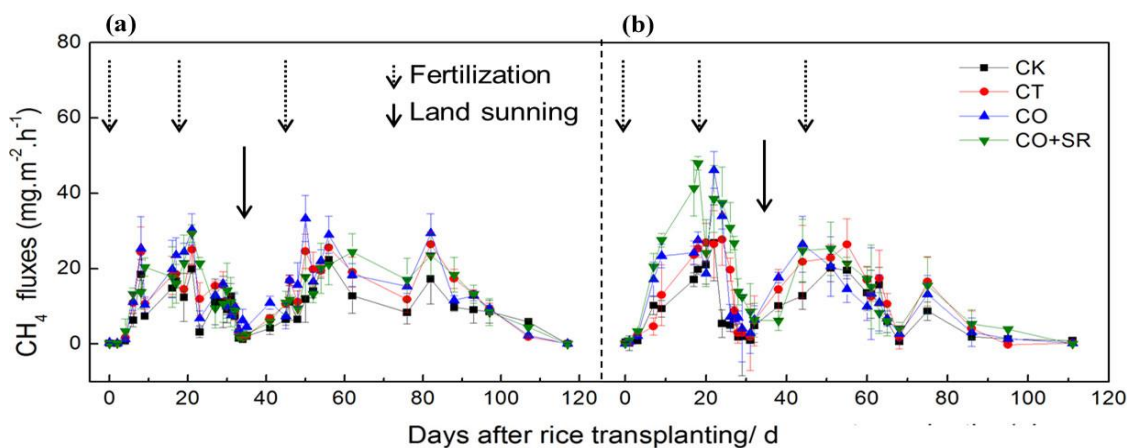 (a)
(b)
80
60
40
20
0
CH4 fluxes (mg.m-2.h-1)
Fertilization
Land sunning
CK
CT
CO
CO+SR
0 20 40 60 80 100 120
0 20 40 60 80 100 120
Days after rice transplanting/ d